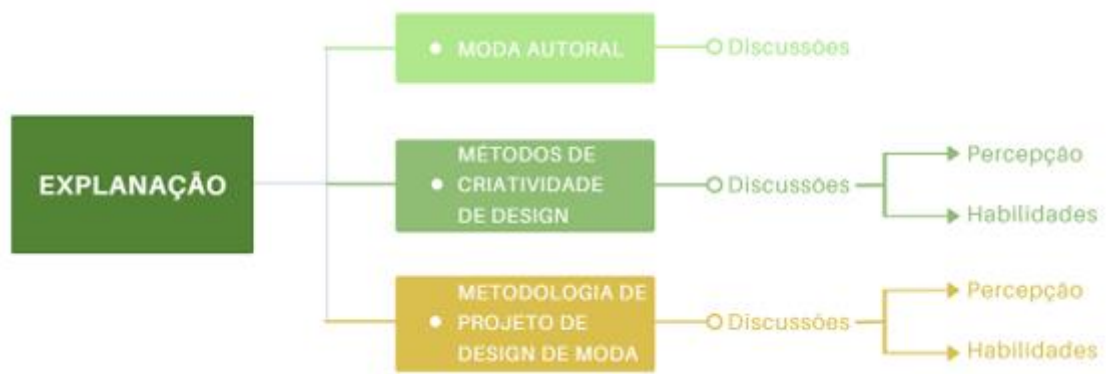 EXPLANAÇÃO
MODA AUTORAL
Discussões
MÉTODOS DE
CRIATIVIDADE
DE DESIGN
Discussões
Percepção
Habilidades
METODOLOGIA DE
PROJETO DE
DESIGN DE MODA
Discussões
Percepção
Habilidades